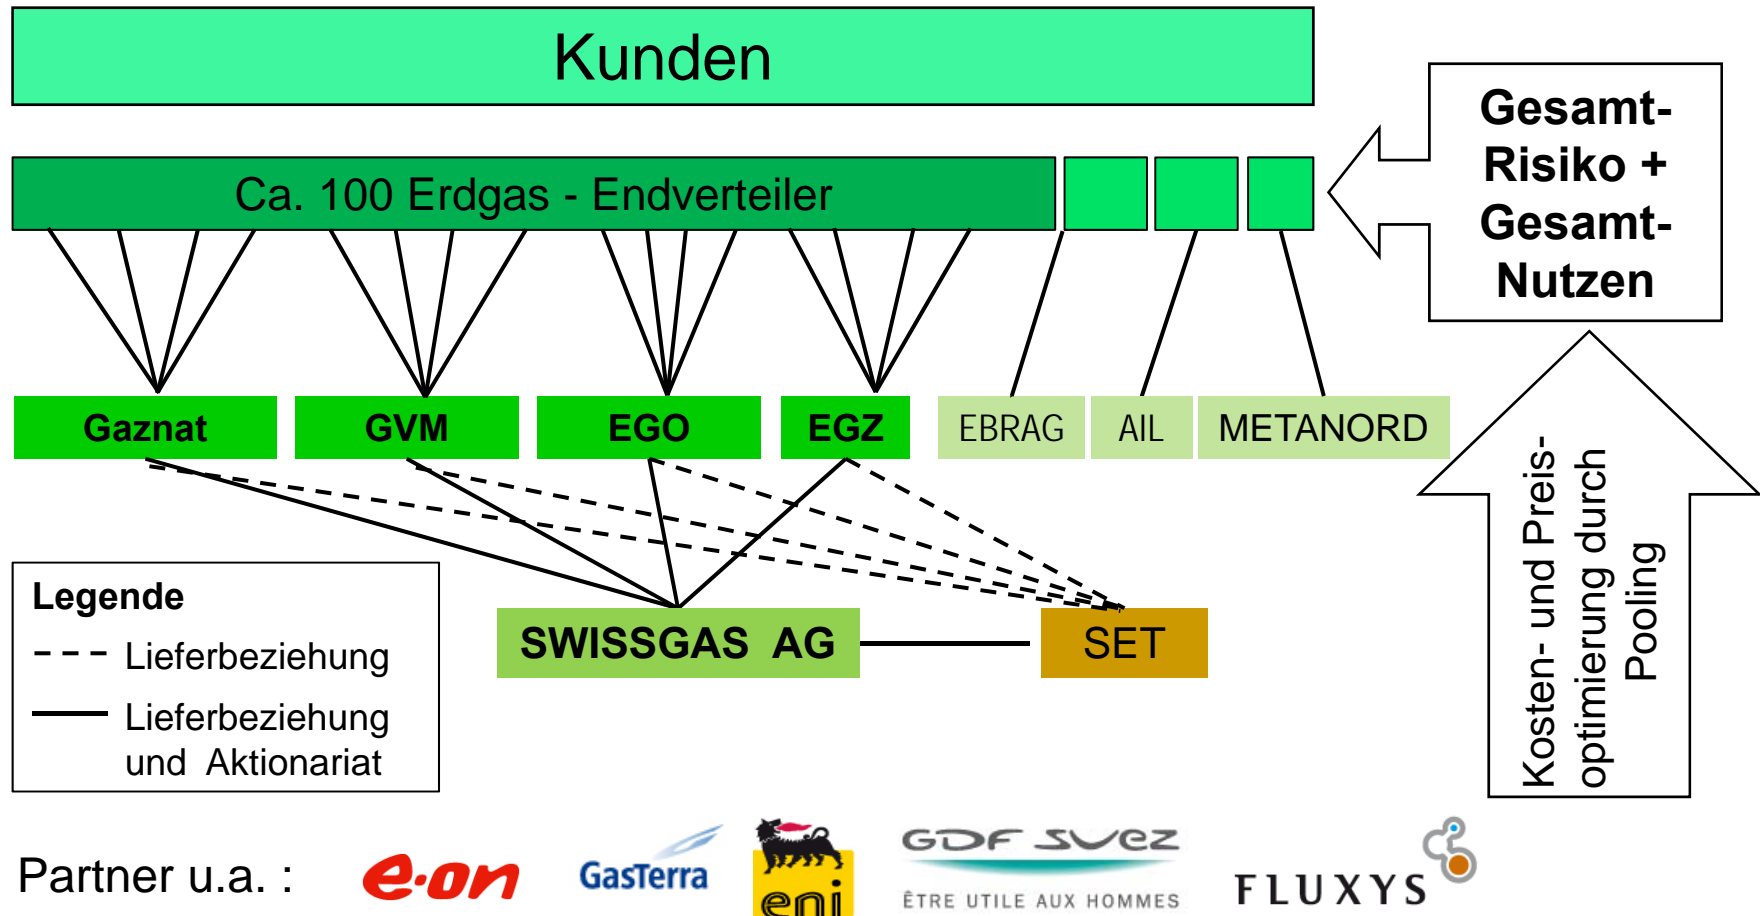 Kunden
Ca. 100 Erdgas - Endverteiler
Gesamt-
Risiko +
Gesamt-
Nutzen
Gaznat
GVM
EGO
EGZ
EBRAG
AIL
METANORD
Kosten- und Preis-
optimierung durch
Pooling
Legende
Lieferbeziehung
Lieferbeziehung
und Aktionariat
SWISSGAS AG
SET
Partner u.a. :
e·on
GasTerra
eni
GDF SUEZ
ÊTRE UTILE AUX HOMMES
FLUXYS